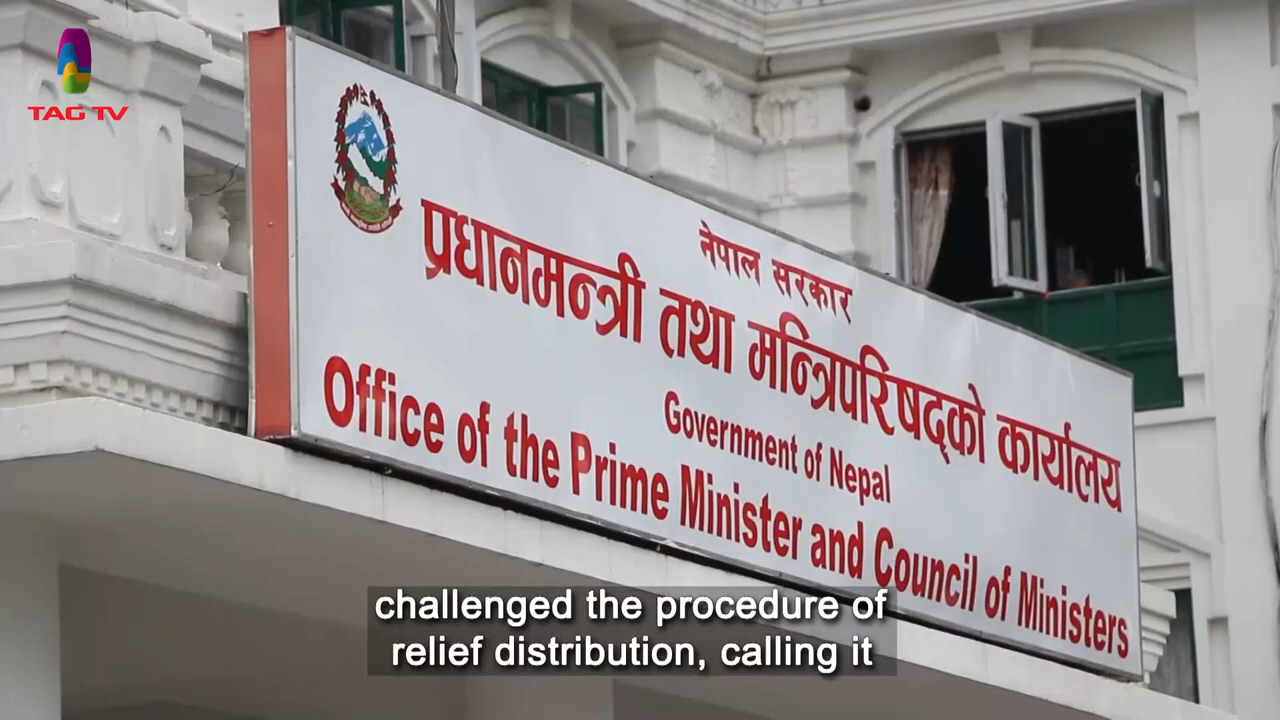 TAG TV
नेपाल सरकार
प्रधानमन्त्री तथा मन्त्रिपरिषद्को कार्यालय
Government of Nepal
Office of the Prime Minister and Council of Ministers
challenged the procedure of
relief distribution, calling it